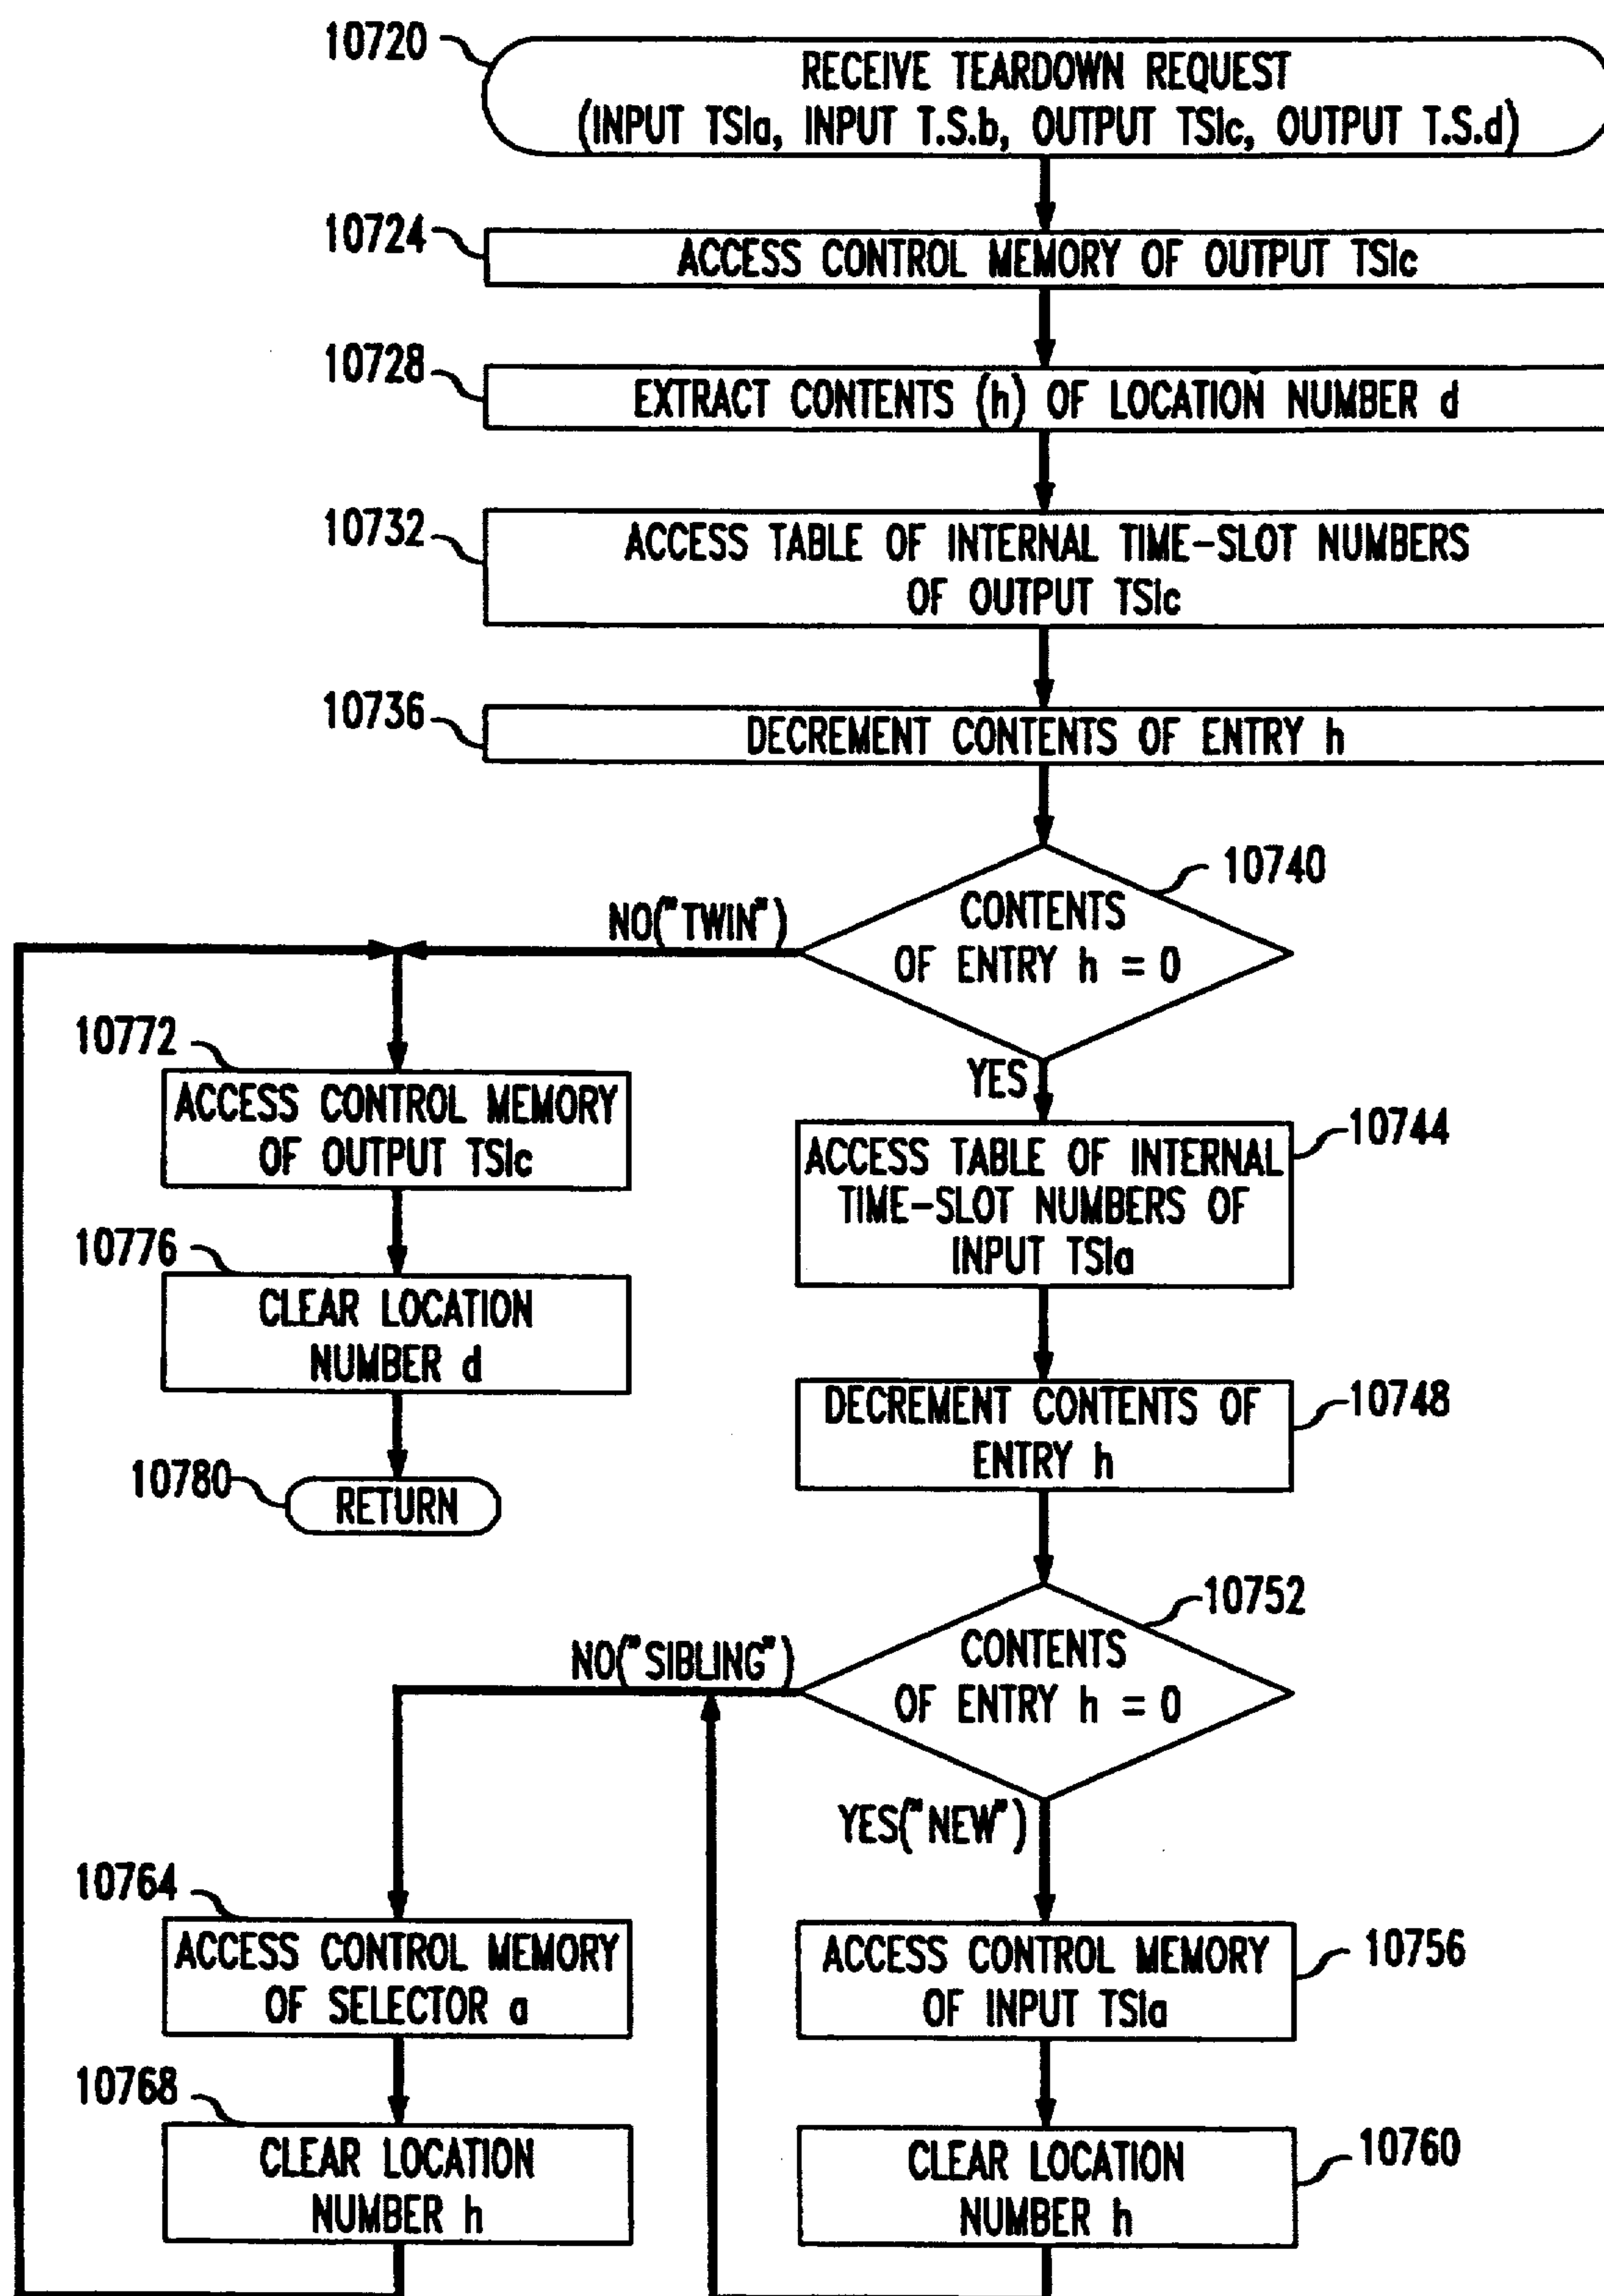 10720
RECEIVE TEARDOWN REQUEST
(INPUT TSIa, INPUT T.S.b, OUTPUT TSIc, OUTPUT T.S.d)
10724
ACCESS CONTROL MEMORY OF OUTPUT TSIc
10728
EXTRACT CONTENTS (h) OF LOCATION NUMBER d
10732
ACCESS TABLE OF INTERNAL TIME-SLOT NUMBERS
OF OUTPUT TSIc
10736
DECREMENT CONTENTS OF ENTRY h
10740
CONTENTS
OF ENTRY h = 0
NO("TWIN")
YES
10772
ACCESS CONTROL MEMORY
OF OUTPUT TSIc
10744
ACCESS TABLE OF INTERNAL
TIME-SLOT NUMBERS OF
INPUT TSIa
10776
CLEAR LOCATION
NUMBER d
10748
DECREMENT CONTENTS OF
ENTRY h
10780
RETURN
10752
CONTENTS
OF ENTRY h = 0
NO("SIBLING")
YES("NEW")
10764
ACCESS CONTROL MEMORY
OF SELECTOR a
10756
ACCESS CONTROL MEMORY
OF INPUT TSIa
10768
CLEAR LOCATION
NUMBER h
10760
CLEAR LOCATION
NUMBER h